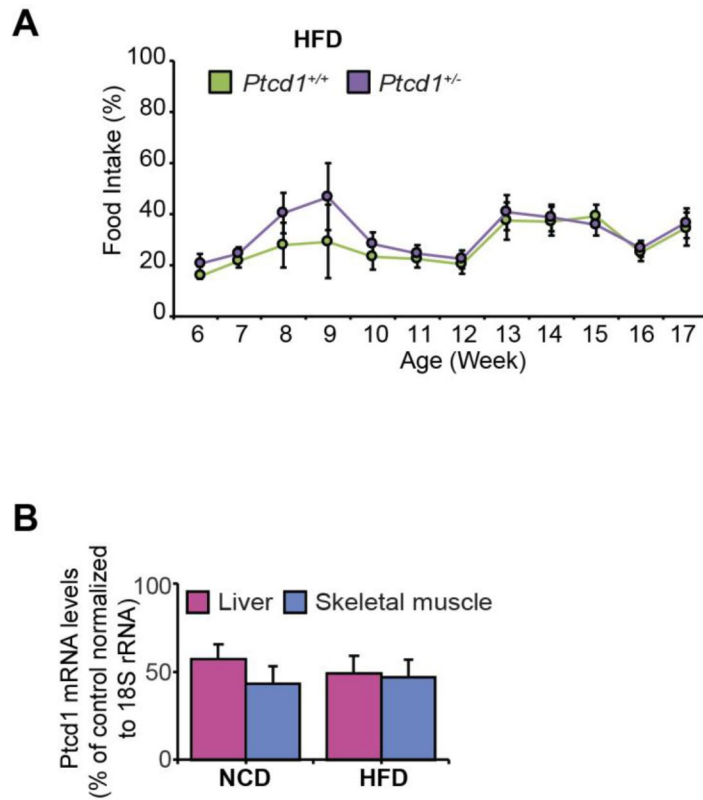 A
HFD
Ptcd1+/+ Ptcd1+/-
Food Intake (%)
100
80
60
40
20
0
6 7 8 9 10 11 12 13 14 15 16 17
Age (Week)
B
Ptcd1 mRNA levels
(% of control normalized
to 18S rRNA)
100
50
0
Liver Skeletal muscle
NCD HFD